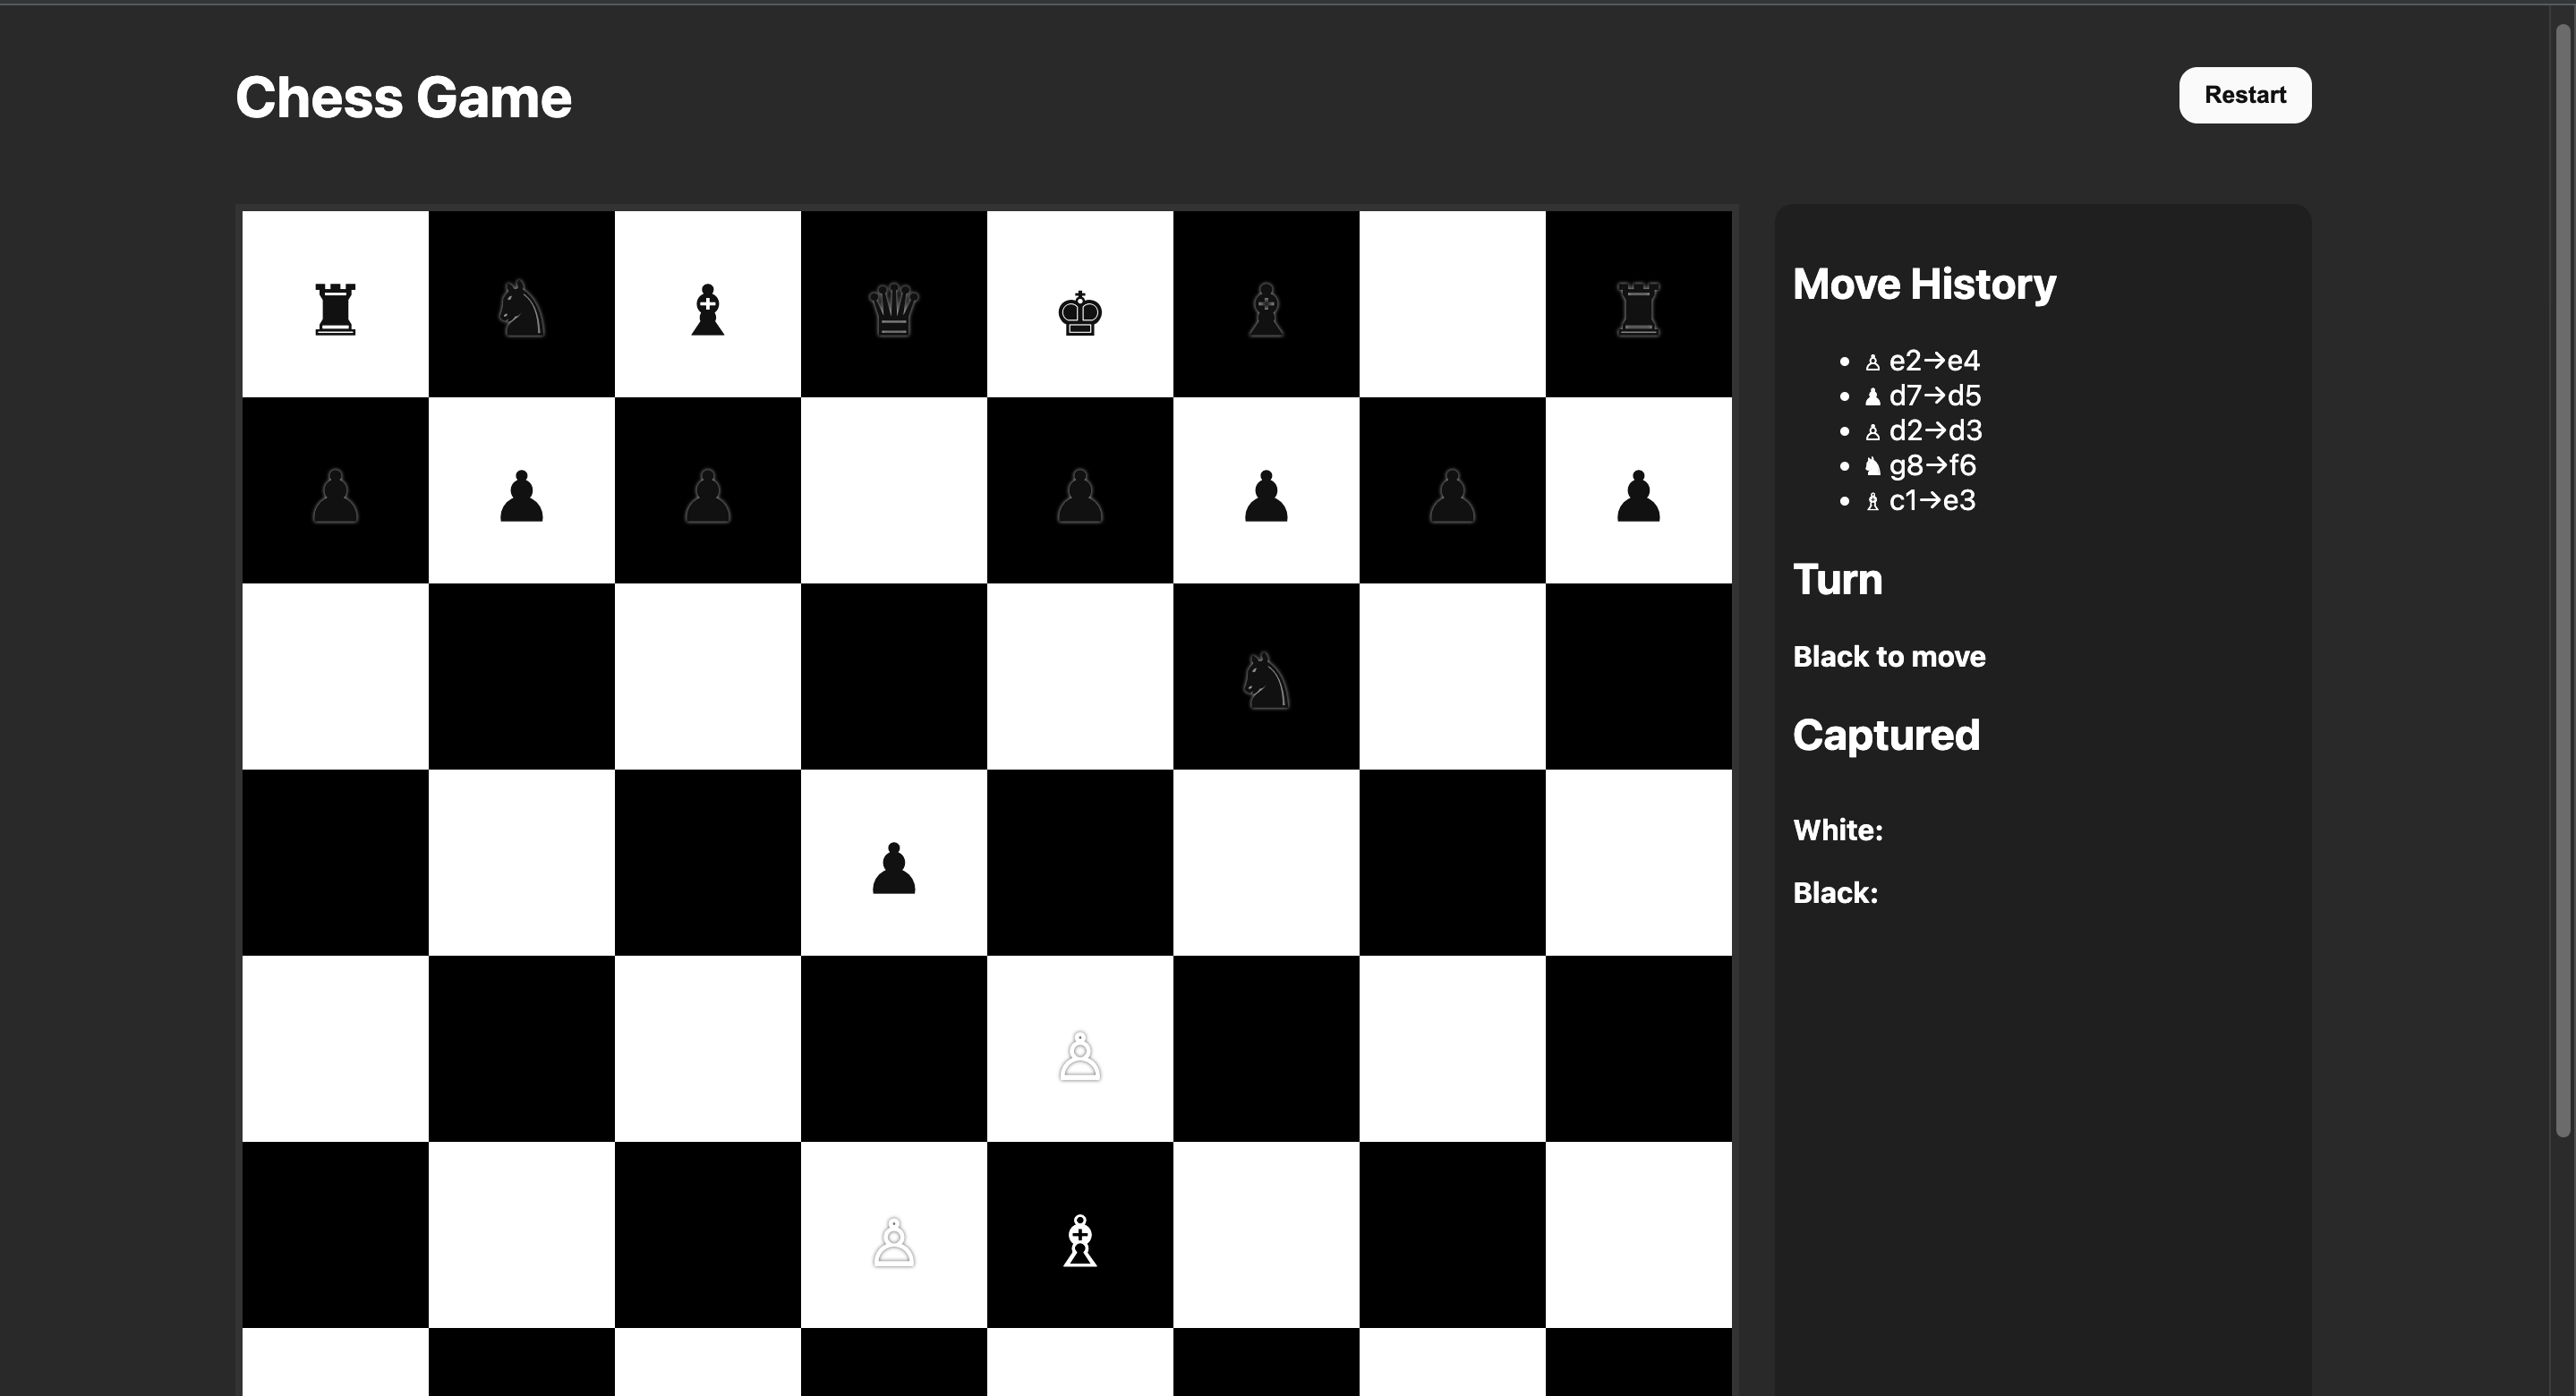 Chess Game
Restart
Move History
• ♙ e2→e4
• ♟ d7→d5
• ♙ d2→d3
• ♞ g8→f6
• ♗ c1→e3
Turn
Black to move
Captured
White:
Black: